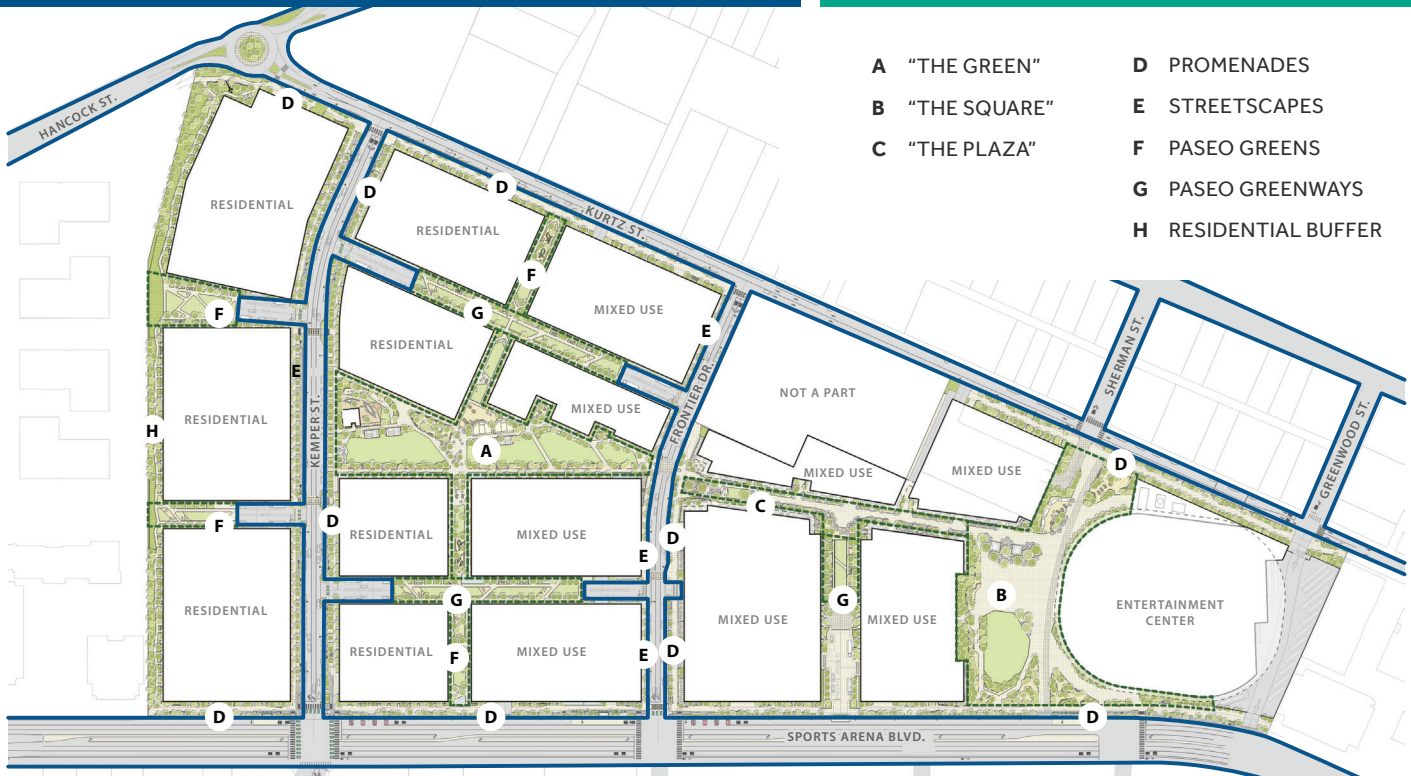 A "THE GREEN"
B "THE SQUARE"
C "THE PLAZA"
D PROMENADES
E STREETSCAPES
F PASEO GREENS
G PASEO GREENWAYS
H RESIDENTIAL BUFFER
HANCOCK ST.
D
RESIDENTIAL
D
D
KURTZ ST.
RESIDENTIAL
F
MIXED USE
F
G
E
SHERMAN ST.
RESIDENTIAL
E
NOT A PART
FRONTIER DR.
MIXED USE
GREENWOOD ST.
RESIDENTIAL
H
KEMPER ST.
A
MIXED USE
MIXED USE
D
C
F
D
RESIDENTIAL
MIXED USE
E
D
G
G
B
ENTERTAINMENT
CENTER
RESIDENTIAL
MIXED USE
MIXED USE
RESIDENTIAL
F
MIXED USE
E
D
D
D
D
SPORTS ARENA BLVD.